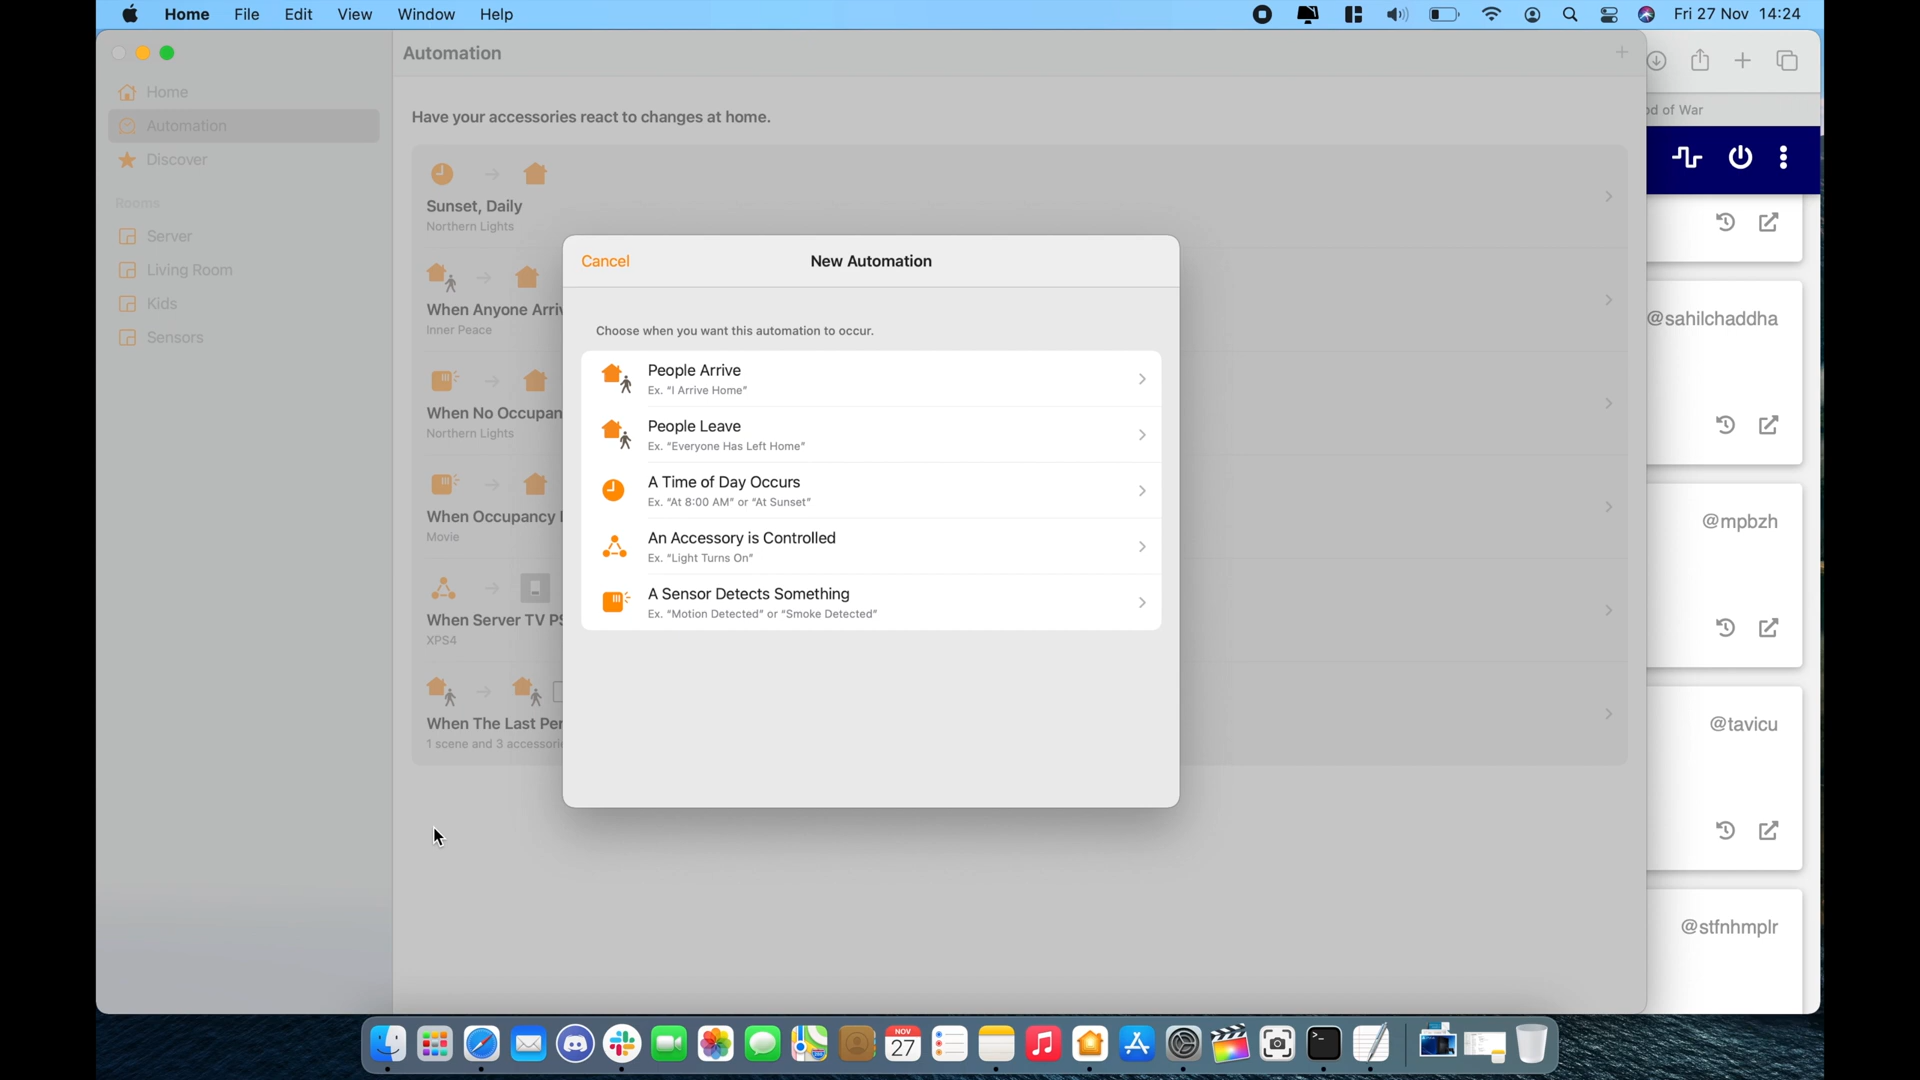 Home File Edit View Window Help
Fri 27 Nov 14:24
Automation
Home
Automation
Discover
Rooms
Server
Living Room
Kids
Sensors
Have your accessories react to changes at home.
Sunset, Daily
Northern Lights
When Anyone Arriv
Inner Peace
When No Occupan
Northern Lights
When Occupancy
Movie
When Server TV PS
XPS4
When The Last Per
1 scene and 3 accessori
Cancel
New Automation
Choose when you want this automation to occur.
People Arrive
Ex. "I Arrive Home"
People Leave
Ex. "Everyone Has Left Home"
A Time of Day Occurs
Ex. "At 8:00 AM" or "At Sunset"
An Accessory is Controlled
Ex. "Light Turns On"
A Sensor Detects Something
Ex. "Motion Detected" or "Smoke Detected"
od of War
@sahilchaddha
@mpbzh
@tavicu
@stfnhmplr
NOV
27